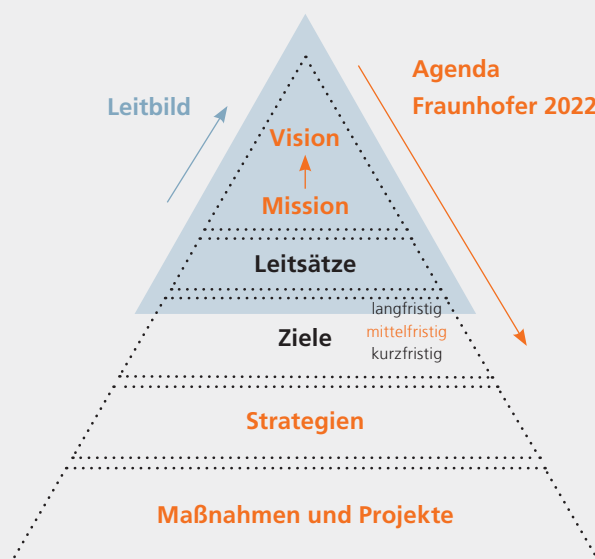 Agenda
Fraunhofer 2022
Leitbild
Vision
Mission
Leitsätze
langfristig
Ziele
mittelfristig
kurzfristig
Strategien
Maßnahmen und Projekte